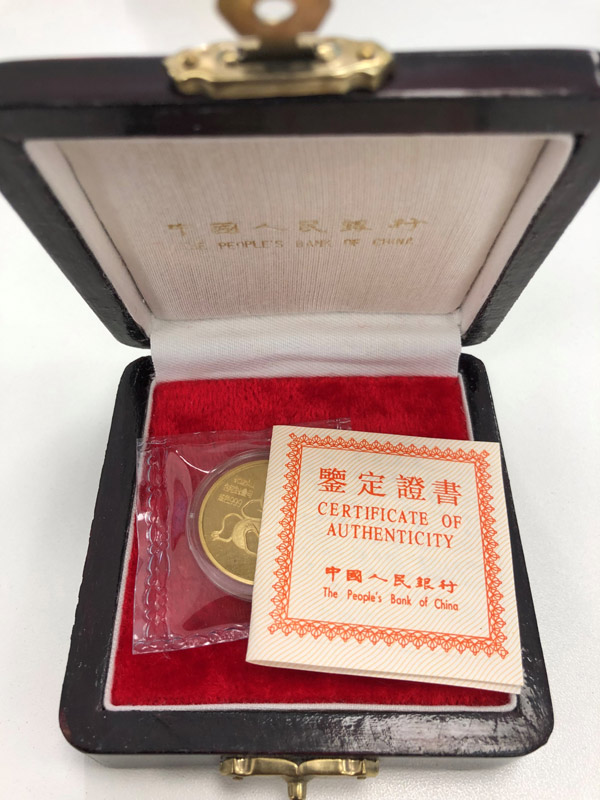 中國人民銀行
THE PEOPLE'S BANK OF CHINA
鑒定證書
CERTIFICATE OF
AUTHENTICITY
中國人民銀行
The People's Bank of China